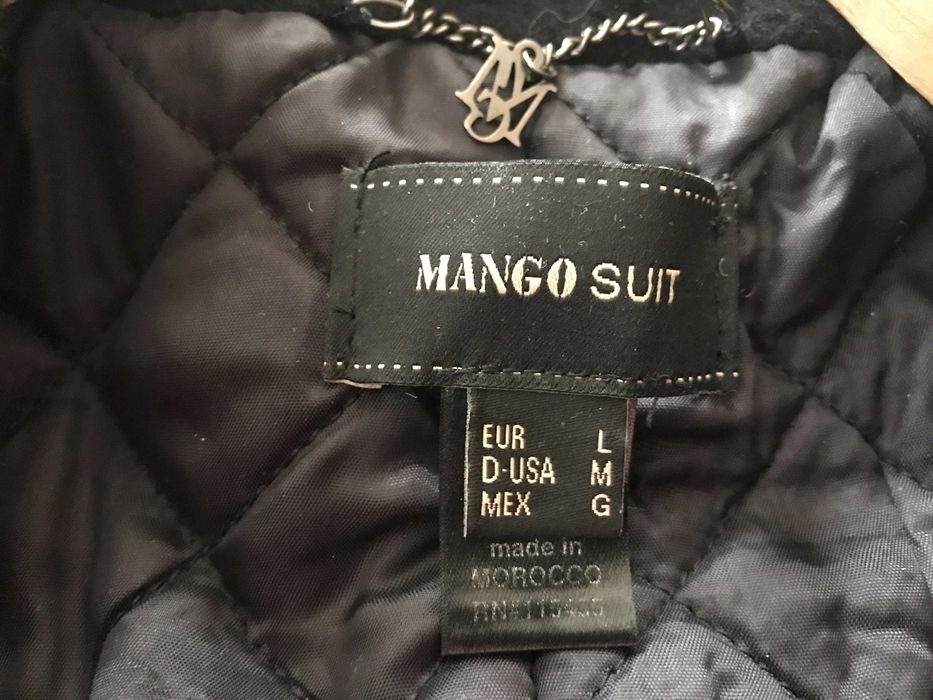 MANGO SUIT
EUR L
D-USA M
MEX G
made in
MOROCCO